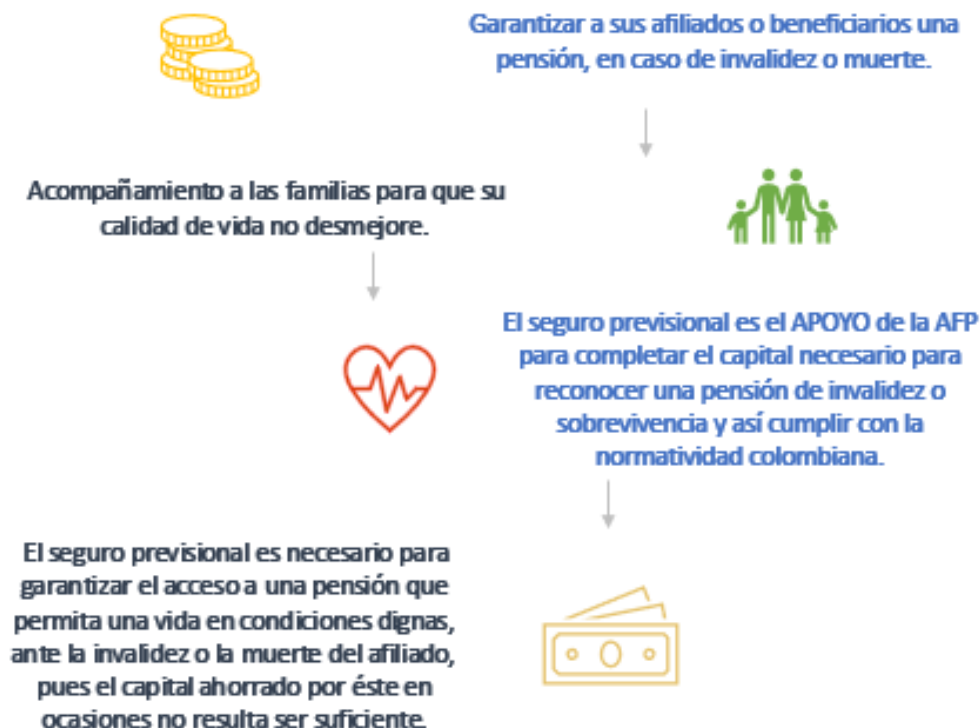 Garantizar a sus afiliados o beneficiarios una
pensión, en caso de invalidez o muerte.
Acompañamiento a las familias para que su
calidad de vida no desmejore.
El seguro previsional es el APOYO de la AFP
para completar el capital necesario para
reconocer una pensión de invalidez o
sobrevivencia y así cumplir con la
normatividad colombiana.
El seguro previsional es necesario para
garantizar el acceso a una pensión que
permita una vida en condiciones dignas,
ante la invalidez o la muerte del afiliado,
pues el capital ahorrado por éste en
ocasiones no resulta ser suficiente.